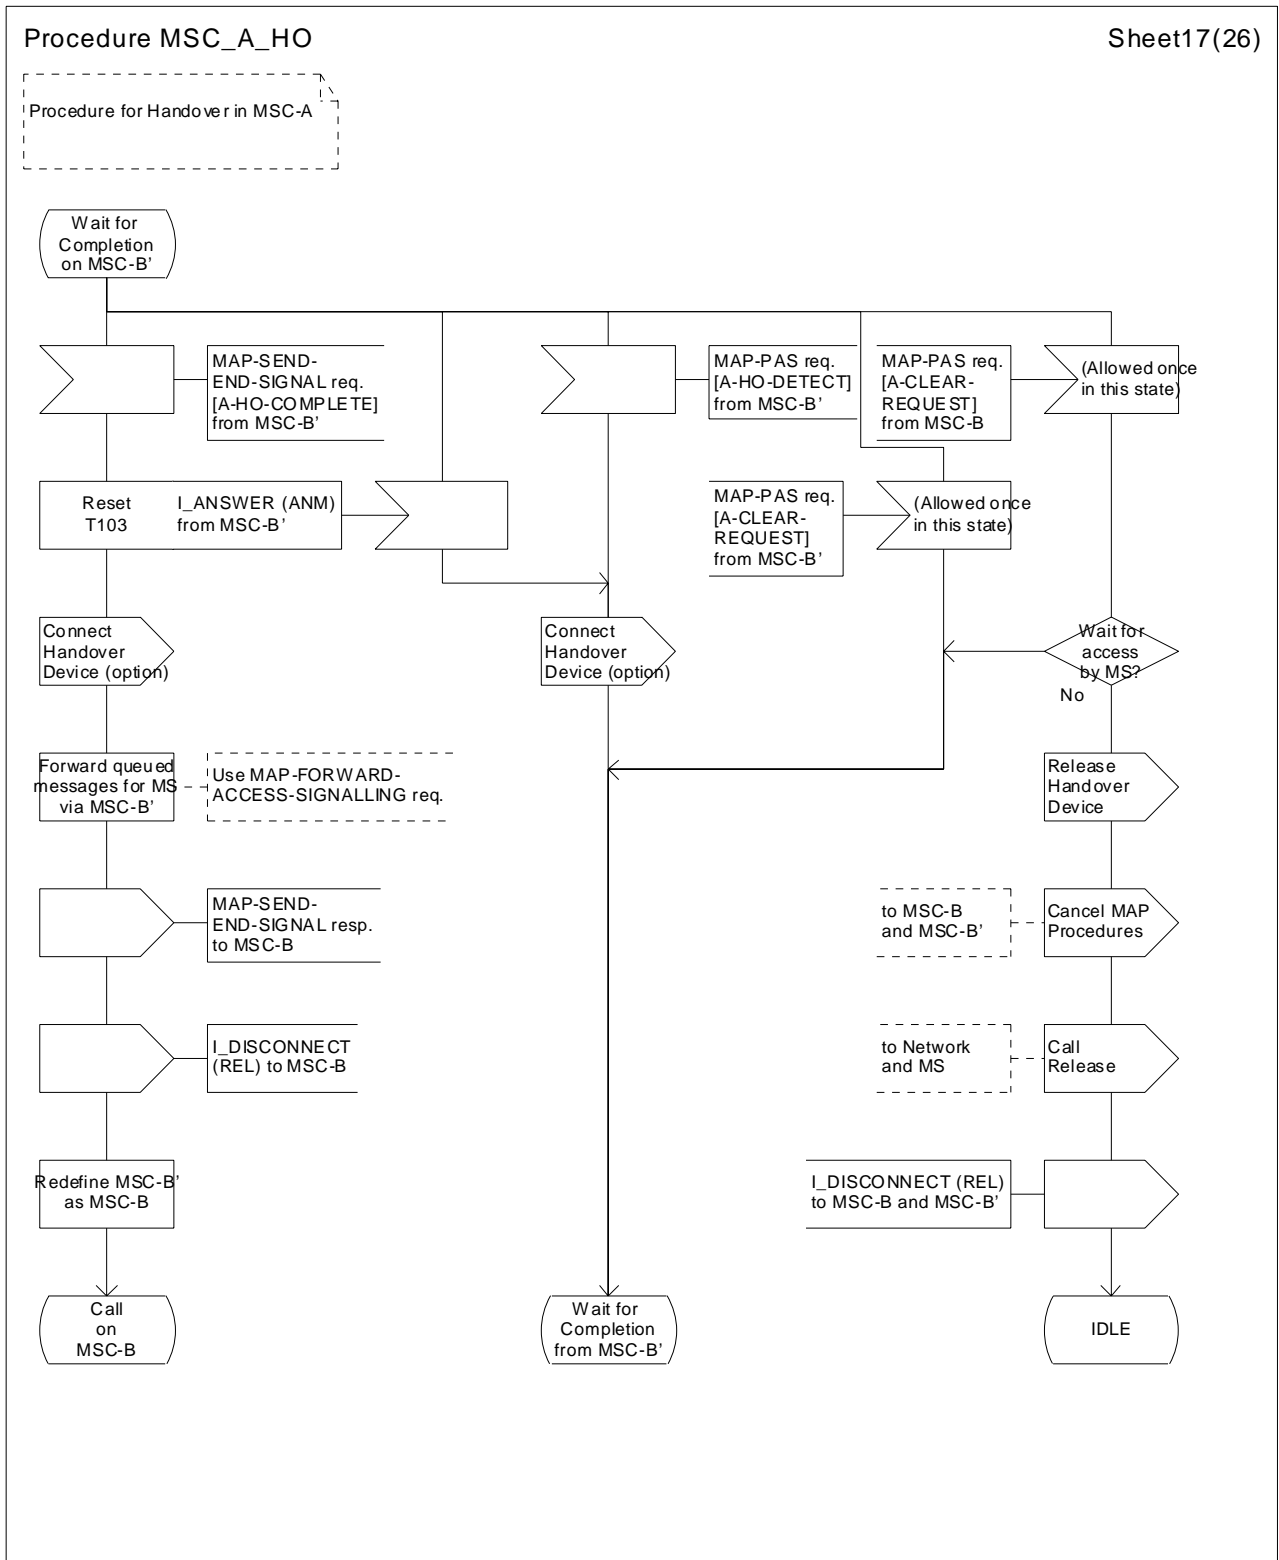 Procedure MSC_A_HO
Sheet17(26)
Procedure for Handover in MSC-A
Wait for
Completion
on MSC-B'
MAP-SEND-
END-SIGNAL req.
[A-HO-COMPLETE]
from MSC-B'
MAP-PAS req.
[A-HO-DETECT]
from MSC-B'
MAP-PAS req.
[A-CLEAR-
REQUEST]
from MSC-B
(Allowed once
in this state)
Reset
T103
I_ANSWER (ANM)
from MSC-B'
MAP-PAS req.
[A-CLEAR-
REQUEST]
from MSC-B'
(Allowed once
in this state)
Connect
Handover
Device (option)
Connect
Handover
Device (option)
Wait for
access
by MS?
No
Forward queued
messages for MS
via MSC-B'
Use MAP-FORWARD-
ACCESS-SIGNALLING req.
Release
Handover
Device
MAP-SEND-
END-SIGNAL resp.
to MSC-B
to MSC-B
and MSC-B'
Cancel MAP
Procedures
I_DISCONNECT
(REL) to MSC-B
to Network
and MS
Call
Release
Redefine MSC-B'
as MSC-B
I_DISCONNECT (REL)
to MSC-B and MSC-B'
Call
on
MSC-B
Wait for
Completion
from MSC-B'
IDLE